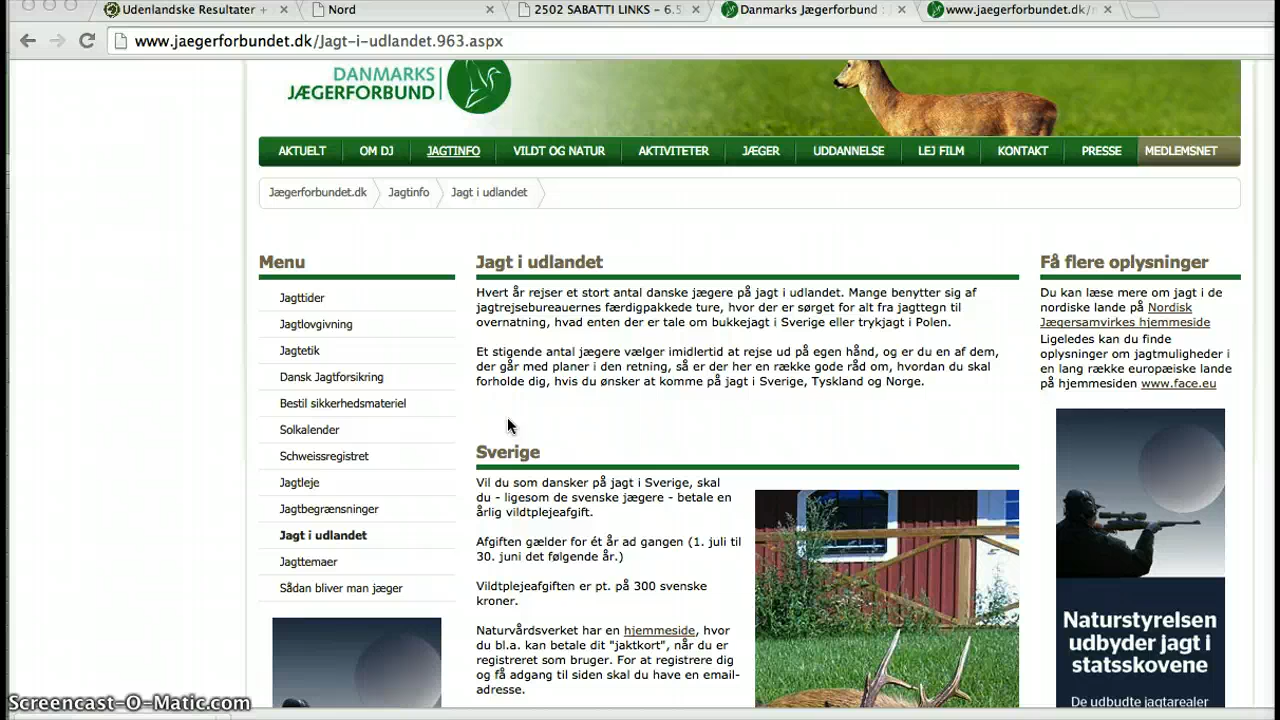 Udenlandske Resultater +
Nord
2502 SABATTI LINKS – 6.5
Danmarks Jægerforbund :
www.jaegerforbundet.dk/
www.jaegerforbundet.dk/Jagt-i-udlandet.963.aspx
DANMARKS
JÆGERFORBUND
AKTUELT
OM DJ
JAGTINFO
VILDT OG NATUR
AKTIVITETER
JÆGER
UDDANNELSE
LEJ FILM
KONTAKT
PRESSE
MEDLEMSNET
Jægerforbundet.dk
Jagtinfo
Jagt i udlandet
Menu
Jagttider
Jagtlovgivning
Jagtetik
Dansk Jagtforsikring
Bestil sikkerhedsmateriel
Solkalender
Schweissregistret
Jagtleje
Jagtbegrænsninger
Jagt i udlandet
Jagttemaer
Sådan bliver man jæger
Jagt i udlandet
Hvert år rejser et stort antal danske jægere på jagt i udlandet. Mange benytter sig af
jagtrejsebureauernes færdigpakkede ture, hvor der er sørget for alt fra jagttegn til
overnatning, hvad enten der er tale om bukkejagt i Sverige eller trykjagt i Polen.
Et stigende antal jægere vælger imidlertid at rejse ud på egen hånd, og er du en af dem,
der går med planer i den retning, så er der her en række gode råd om, hvordan du skal
forholde dig, hvis du ønsker at komme på jagt i Sverige, Tyskland og Norge.
Sverige
Vil du som dansker på jagt i Sverige, skal
du - ligesom de svenske jægere - betale en
årlig vildtplejeafgift.
Afgiften gælder for ét år ad gangen (1. juli til
30. juni det følgende år.)
Vildtplejeafgiften er pt. på 300 svenske
kroner.
Naturvårdsverket har en hjemmeside, hvor
du bl.a. kan betale dit "jaktkort", når du er
registreret som bruger. For at registrere dig
og få adgang til siden skal du have en email-
adresse.
Få flere oplysninger
Du kan læse mere om jagt i de
nordiske lande på Nordisk
Jægersamvirkes hjemmeside
Ligeledes kan du finde
oplysninger om jagtmuligheder i
en lang række europæiske lande
på hjemmesiden www.face.eu
Naturstyrelsen
udbyder jagt i
statsskovene
De udbudte jagtarealer
Screencast-O-Matic.com